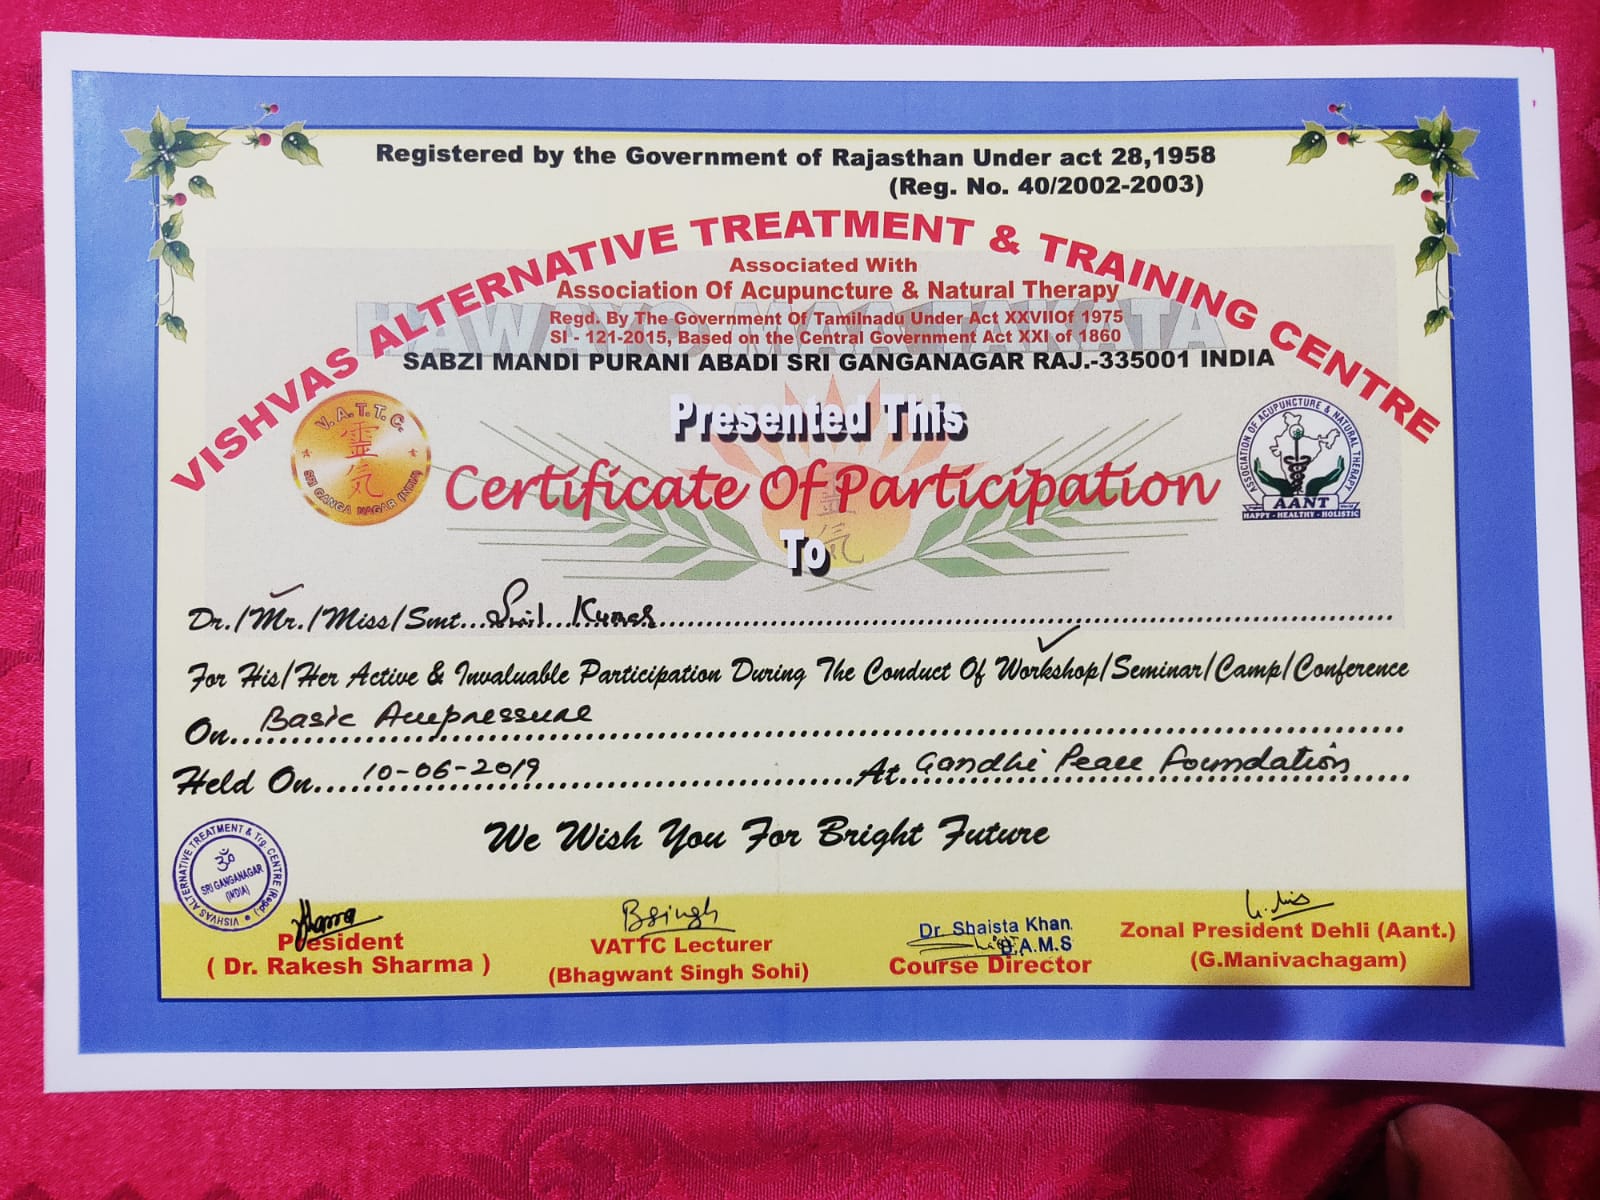 Registered by the Government of Rajasthan Under act 28,1958
(Reg. No. 40/2002-2003)
VISHVAS ALTERNATIVE TREATMENT & TRAINING CENTRE
Associated With
Association Of Acupuncture & Natural Therapy
Regd. By The Government Of Tamilnadu Under Act XXVIIOf 1975
SI - 121-2015, Based on the Central Government Act XXI of 1860
SABZI MANDI PURANI ABADI SRI GANGANAGAR RAJ.-335001 INDIA
V.A.T.T.C.
靈気
SRI GANGA NAGAR (INDIA)
Presented This
Certificate Of Participation
To
靈気
ASSOCIATION OF ACUPUNCTURE & NATURAL THERAPY
AANT
HAPPY - HEALTHY - HOLISTIC
Dr./Mr./Miss/Smt... Kumar
For His/Her Active & Invaluable Participation During The Conduct Of Workshop/Seminar/Camp/Conference
On...Basic Acupressure
Held On...10-06-2019...At...Gandhi Peace Foundation
We Wish You For Bright Future
VISHVAS ALTERNATIVE TREATMENT & Trg. CENTRE (Regd.)
ॐ
SRI GANGANAGAR
(INDIA)
Sharma
President
( Dr. Rakesh Sharma )
BSingh
VATTC Lecturer
(Bhagwant Singh Sohi)
Dr. Shaista Khan
B.A.M.S
Course Director
Zonal President Dehli (Aant.)
(G.Manivachagam)